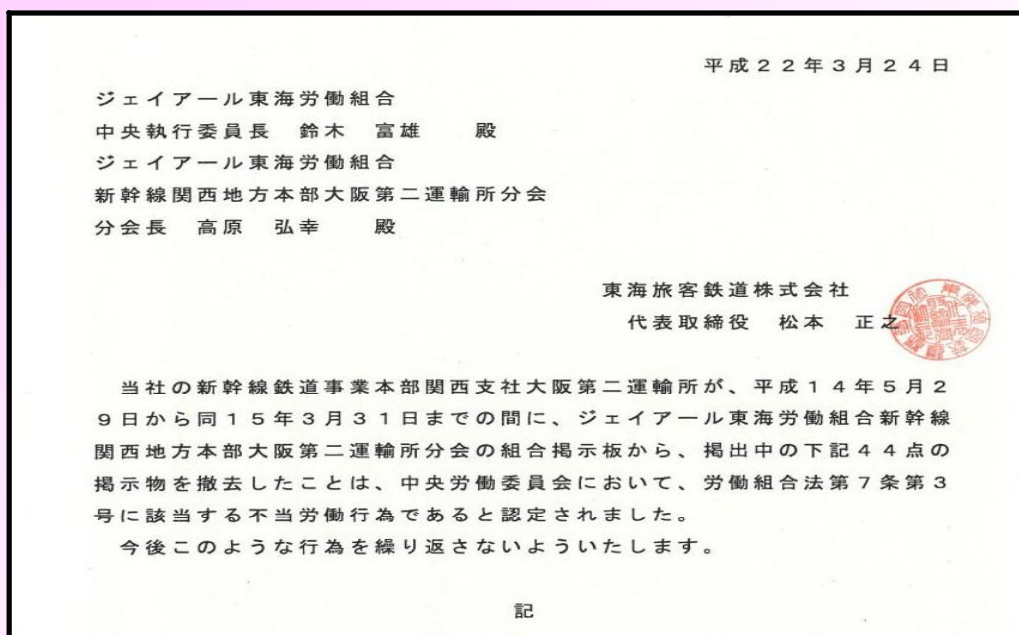 平成２２年３月２４日
ジェイアール東海労働組合
中央執行委員長　鈴木　富雄　　殿
ジェイアール東海労働組合
新幹線関西地方本部大阪第二運輸所分会
分会長　高原　弘幸　　殿
東海旅客鉄道株式会社
代表取締役　松本　正之
　当社の新幹線鉄道事業本部関西支社大阪第二運輸所が、平成１４年５月２
９日から同１５年３月３１日までの間に、ジェイアール東海労働組合新幹線
関西地方本部大阪第二運輸所分会の組合掲示板から、掲出中の下記４４点の
掲示物を撤去したことは、中央労働委員会において、労働組合法第７条第３
号に該当する不当労働行為であると認定されました。
　今後このような行為を繰り返さないよういたします。
記